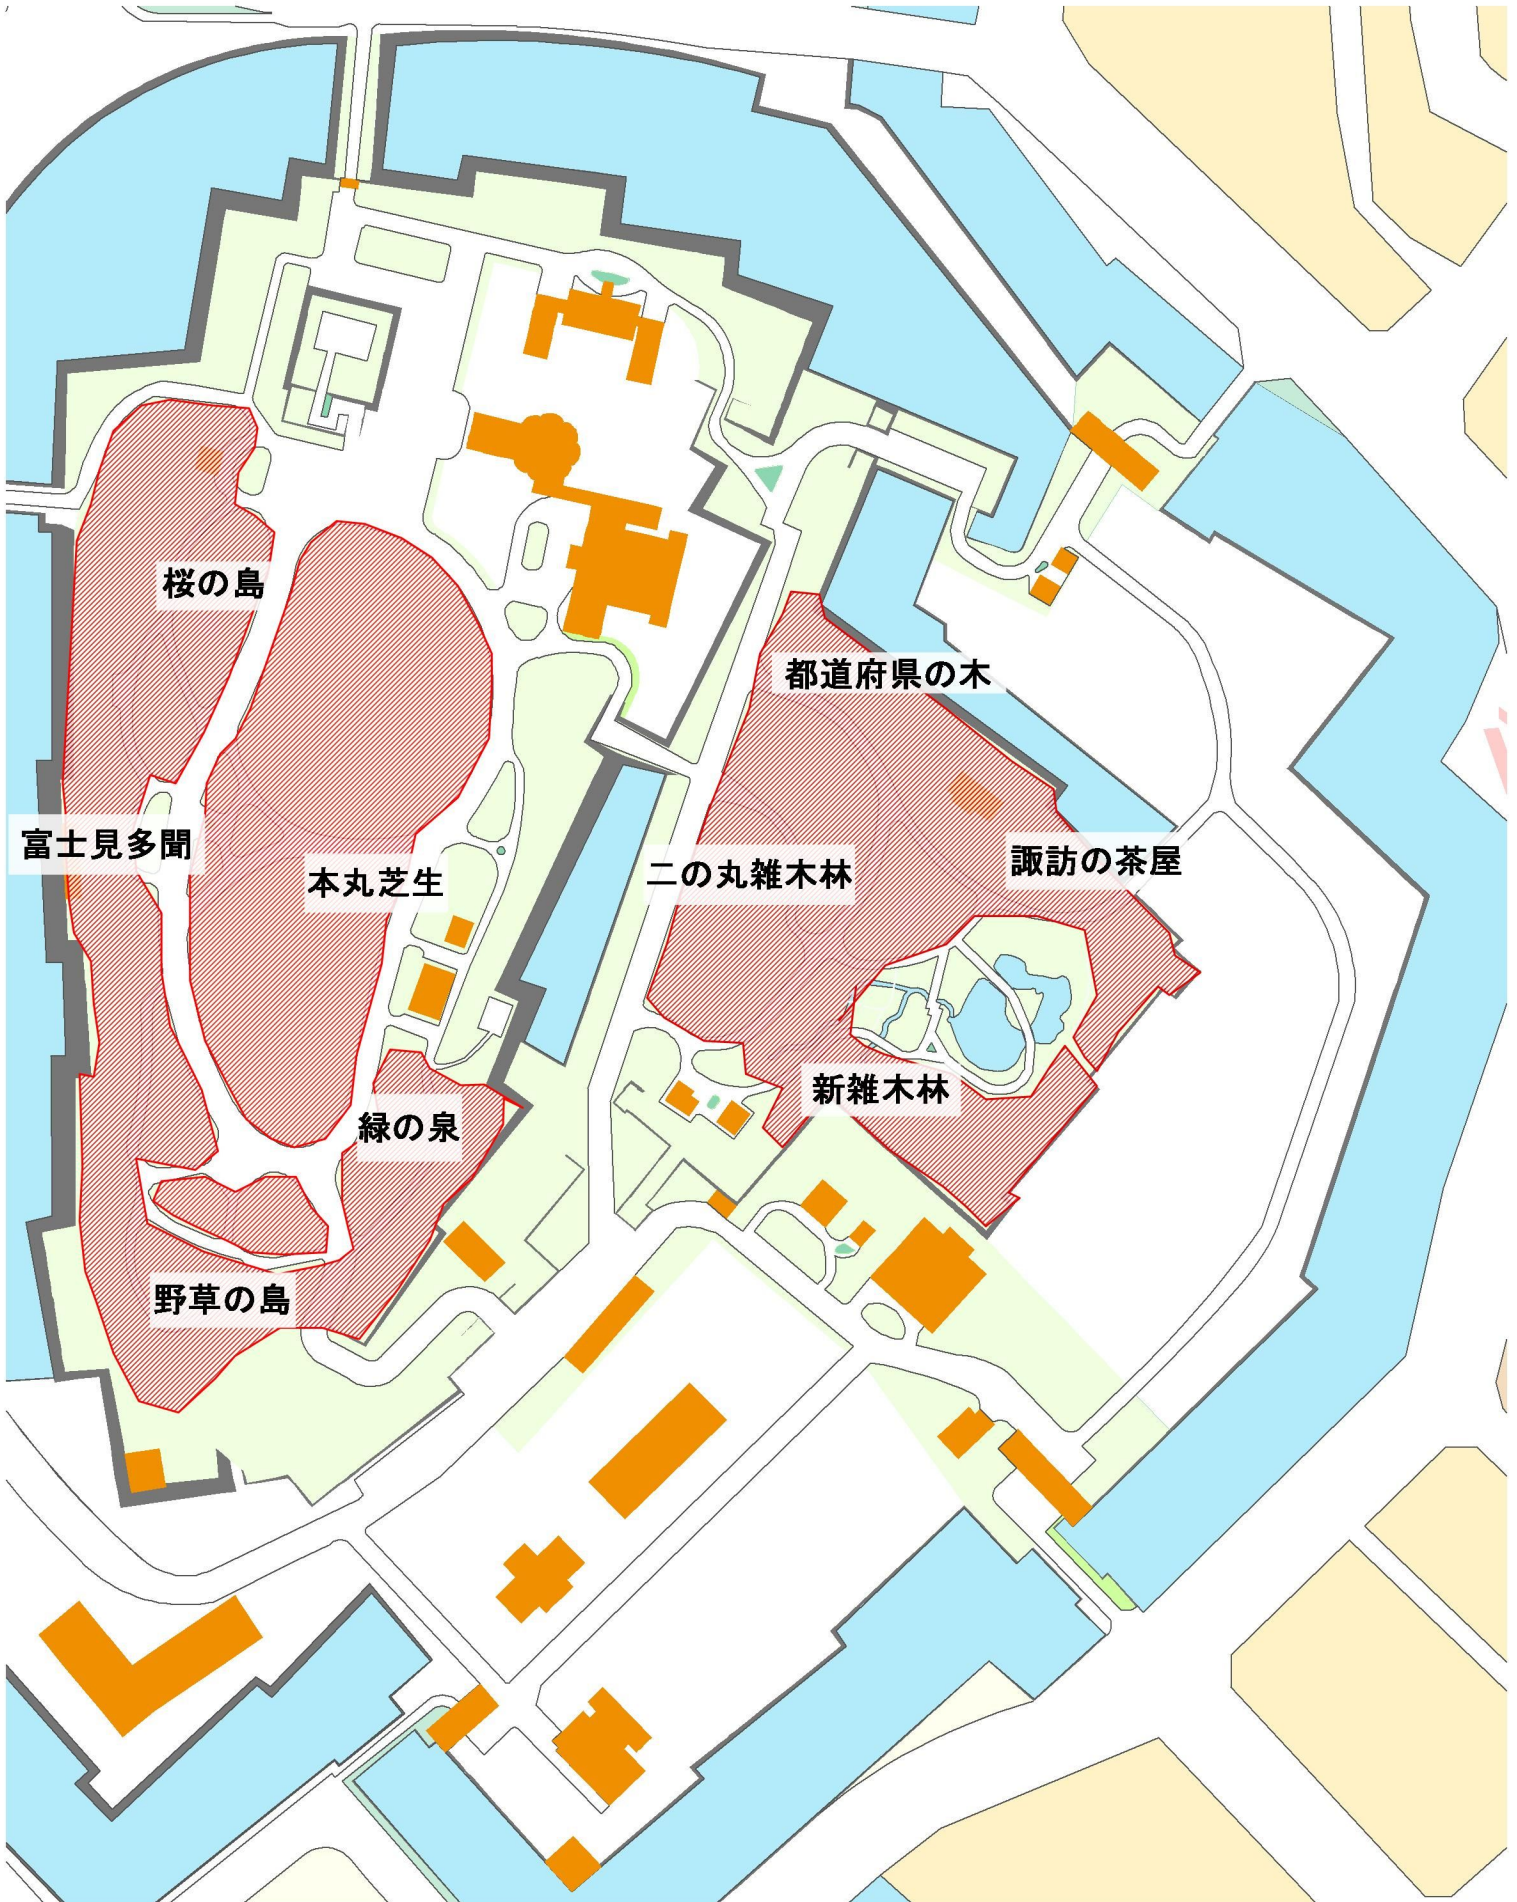 桜の島
都道府県の木
富士見多聞
本丸芝生
二の丸雑木林
諏訪の茶屋
新雑木林
緑の泉
野草の島